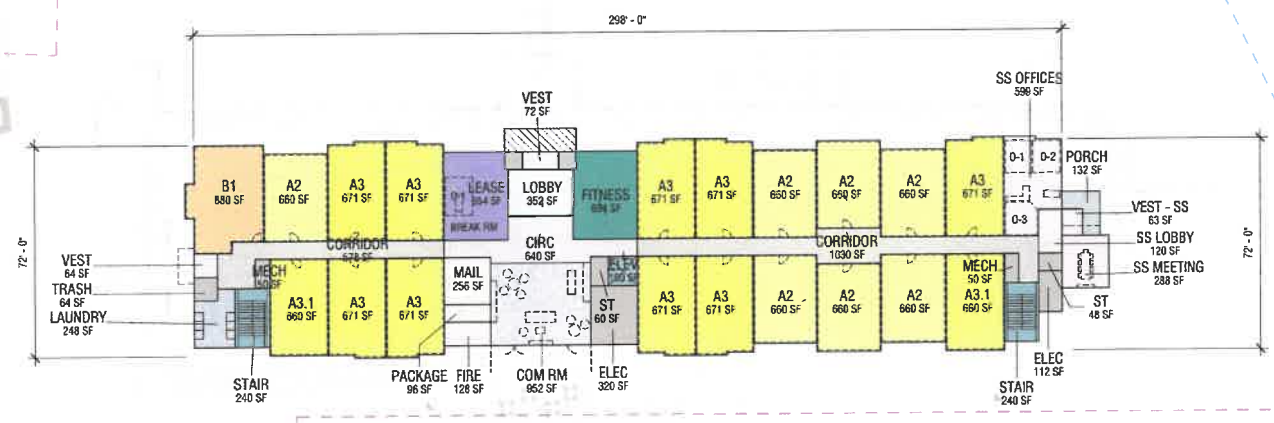 298' - 0"
SS OFFICES
598 SF
VEST
72 SF
B1
880 SF
A2
660 SF
A3
671 SF
A3
671 SF
LEASE
BREAK RM
LOBBY
352 SF
FITNESS
A3
671 SF
A3
671 SF
A2
660 SF
A2
660 SF
A2
660 SF
A3
671 SF
0-1
0-2
0-3
PORCH
132 SF
VEST - SS
63 SF
SS LOBBY
120 SF
SS MEETING
288 SF
72' - 0"
72' - 0"
CORRIDOR
CIRC
640 SF
CORRIDOR
1030 SF
VEST
64 SF
TRASH
64 SF
LAUNDRY
248 SF
MECH
50 SF
A3.1
660 SF
A3
671 SF
A3
671 SF
MAIL
256 SF
ELEV
ST
60 SF
A3
671 SF
A3
671 SF
A2
660 SF
A2
660 SF
A2
660 SF
A3.1
660 SF
MECH
50 SF
ST
48 SF
ELEC
112 SF
STAIR
240 SF
PACKAGE
96 SF
FIRE
128 SF
COM RM
952 SF
ELEC
320 SF
STAIR
240 SF